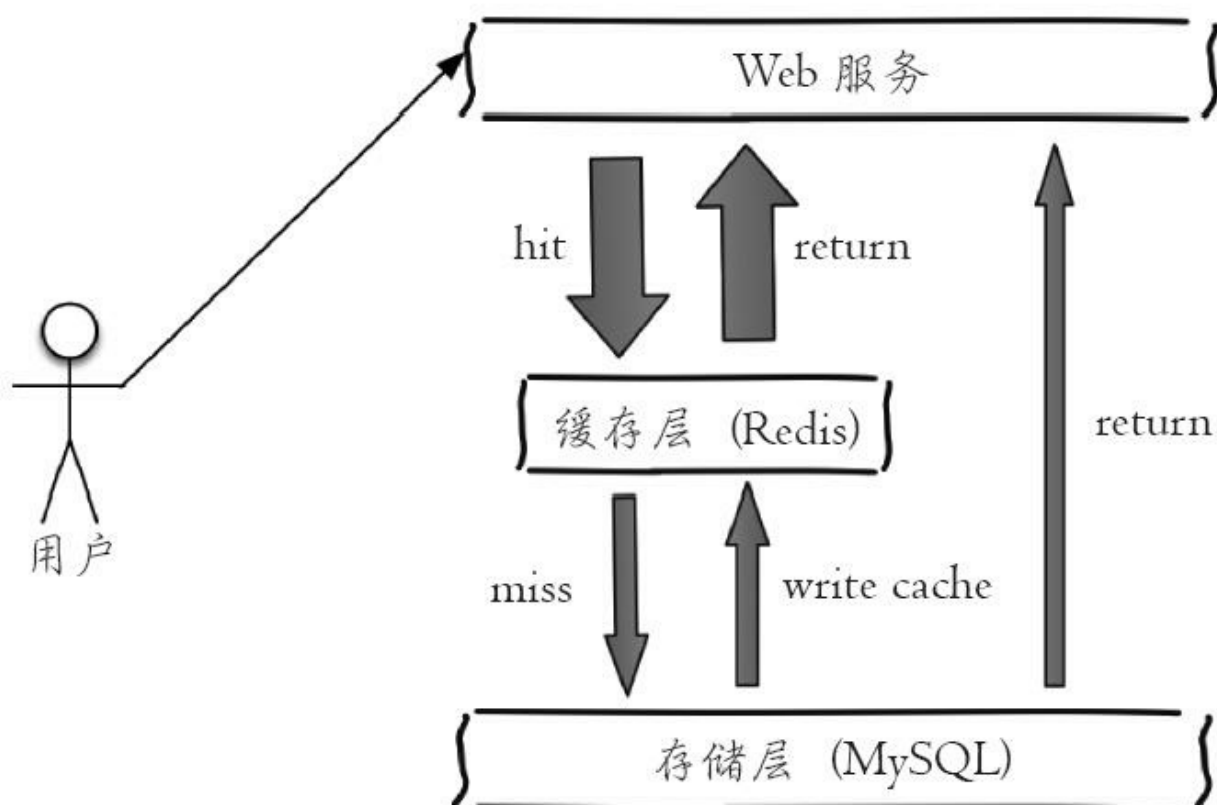 Web 服务
hit
return
缓存层 (Redis)
return
用户
miss
write cache
存储层 (MySQL)